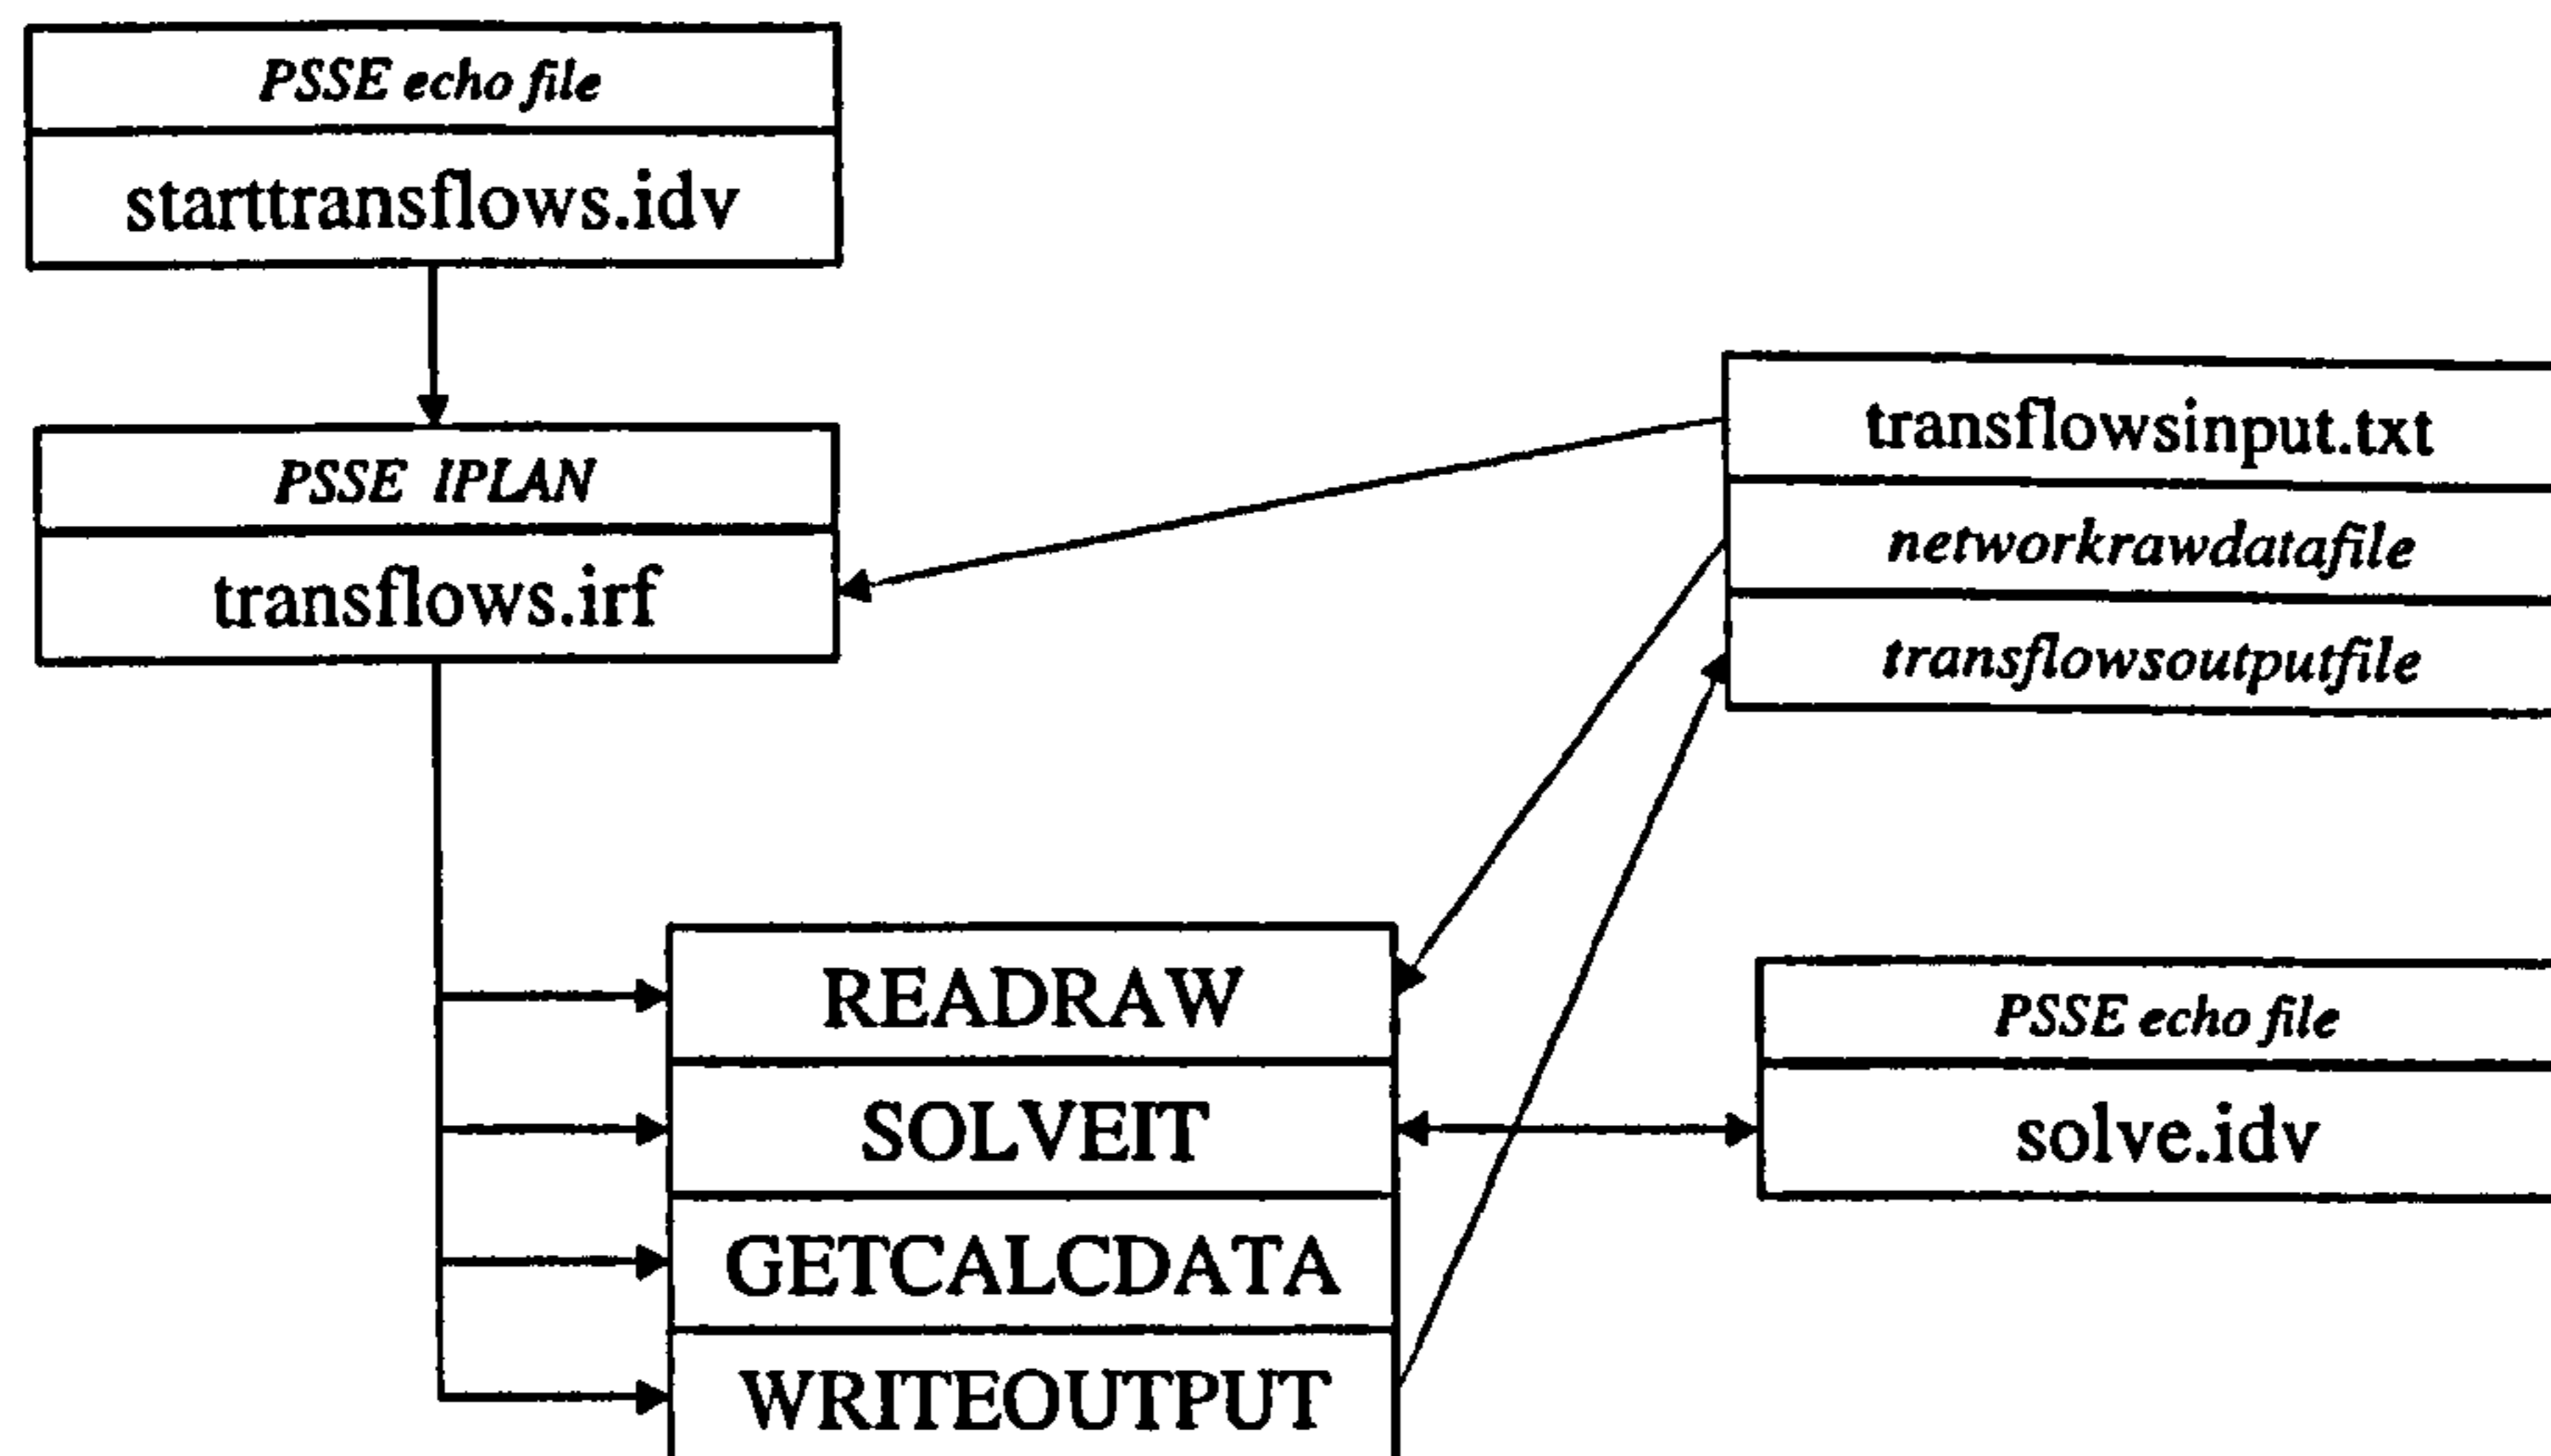 PSSE echo file
starttransflows.idv
PSSE IPLAN
transflows.irf
transflowsinput.txt
networkrawdatafile
transflowsoutputfile
READRAW
SOLVEIT
GETCALCDATA
WRITEOUTPUT
PSSE echo file
solve.idv